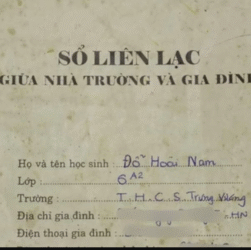 SỔ LIÊN LẠC
GIỮA NHÀ TRƯỜNG VÀ GIA ĐÌN
Họ và tên học sinh : Đỗ Hoài Nam
Lớp : 6A2
Trường : T.H.C.S Trưng Vương
Địa chỉ gia đình : HN
Điện thoại gia đình :